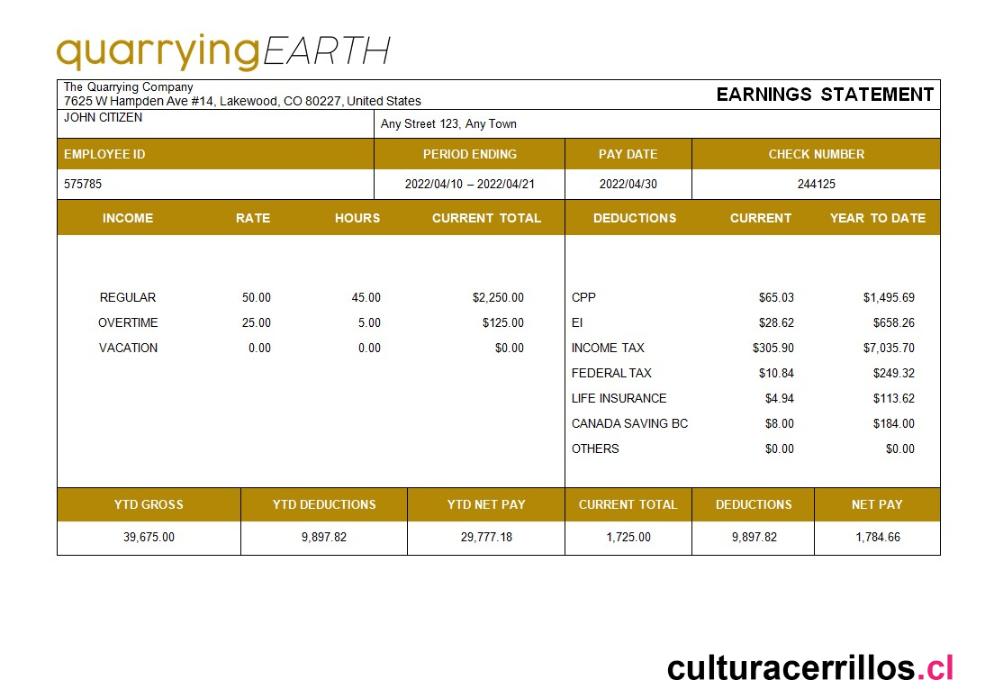 quarryingEARTH
The Quarrying Company
7625 W Hampden Ave #14, Lakewood, CO 80227, United States
EARNINGS STATEMENT
JOHN CITIZEN
Any Street 123, Any Town
EMPLOYEE ID PERIOD ENDING PAY DATE CHECK NUMBER
575785 2022/04/10 – 2022/04/21 2022/04/30 244125
INCOME RATE HOURS CURRENT TOTAL DEDUCTIONS CURRENT YEAR TO DATE
REGULAR 50.00 45.00 $2,250.00 CPP $65.03 $1,495.69
OVERTIME 25.00 5.00 $125.00 EI $28.62 $658.26
VACATION 0.00 0.00 $0.00 INCOME TAX $305.90 $7,035.70
FEDERAL TAX $10.84 $249.32
LIFE INSURANCE $4.94 $113.62
CANADA SAVING BC $8.00 $184.00
OTHERS $0.00 $0.00
YTD GROSS YTD DEDUCTIONS YTD NET PAY CURRENT TOTAL DEDUCTIONS NET PAY
39,675.00 9,897.82 29,777.18 1,725.00 9,897.82 1,784.66
culturacerrillos.cl